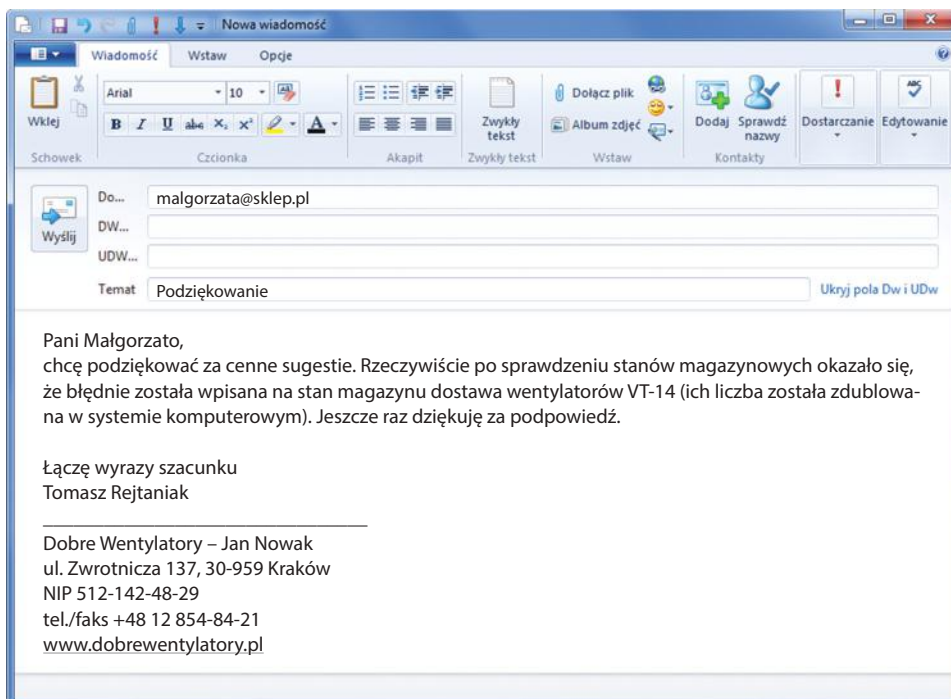 Nowa wiadomość
Wiadomość Wstaw Opcje
Wklej
Schowek
Arial 10
B I U abc X₂ X² A
Czcionka
Akapit
Zwykły tekst
Zwykły tekst
Dołącz plik
Album zdjęć
Wstaw
Dodaj Sprawdź nazwy
Kontakty
Dostarczanie
ABC
Edytowanie
Wyślij
Do... malgorzata@sklep.pl
DW...
UDW...
Temat Podziękowanie Ukryj pola Dw i UDw
Pani Małgorzato,
chcę podziękować za cenne sugestie. Rzeczywiście po sprawdzeniu stanów magazynowych okazało się,
że błędnie została wpisana na stan magazynu dostawa wentylatorów VT-14 (ich liczba została zdublowa-
na w systemie komputerowym). Jeszcze raz dziękuję za podpowiedź.
Łączę wyrazy szacunku
Tomasz Rejtaniak
Dobre Wentylatory – Jan Nowak
ul. Zwrotnicza 137, 30-959 Kraków
NIP 512-142-48-29
tel./faks +48 12 854-84-21
www.dobrewentylatory.pl